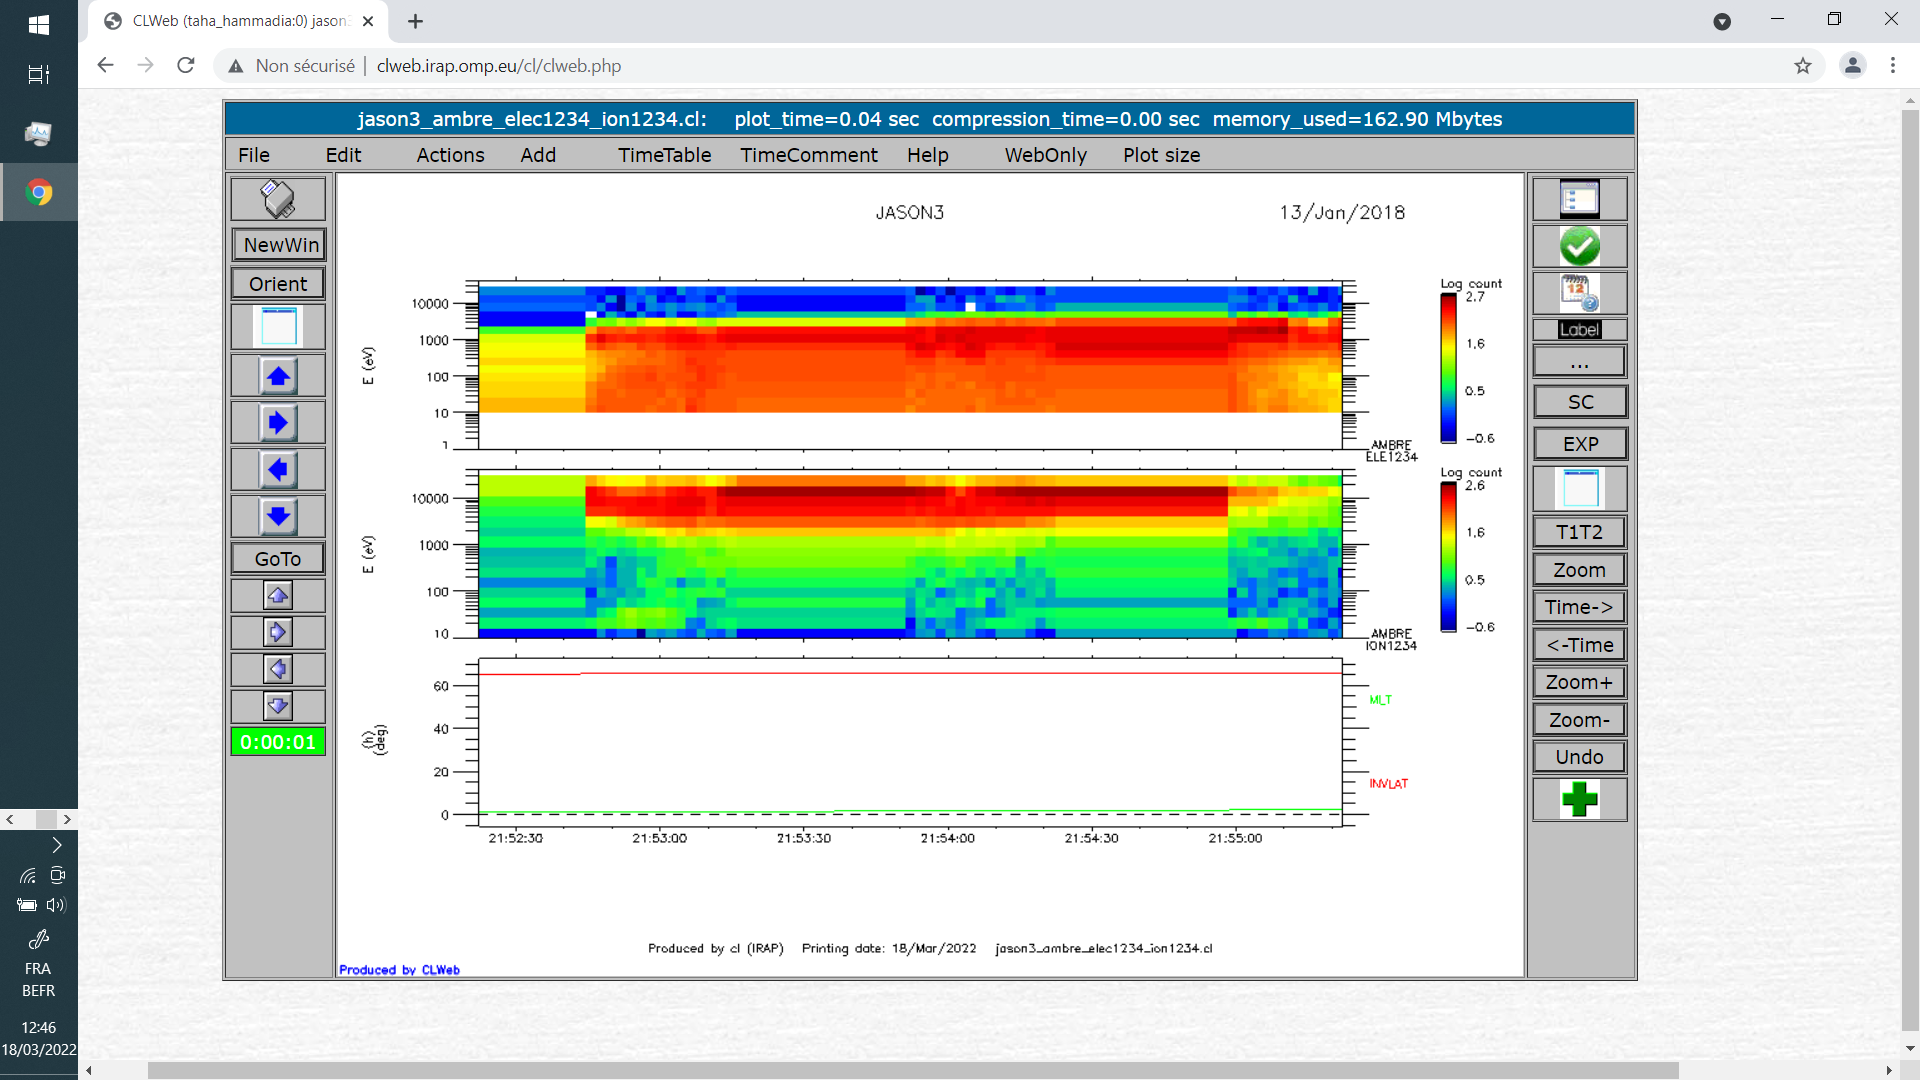 CLWeb (taha_hammadia:0) jason3
Non sécurisé | clweb.irap.omp.eu/cl/clweb.php
jason3_ambre_elec1234_ion1234.cl: plot_time=0.04 sec compression_time=0.00 sec memory_used=162.90 Mbytes
File Edit Actions Add TimeTable TimeComment Help WebOnly Plot size
NewWin
Orient
GoTo
0:00:01
JASON3 13/Jan/2018
E (eV)
10000
1000
100
10
1
Log count
2.7
1.6
0.5
-0.6
AMBRE
ELE1234
E (eV)
10000
1000
100
10
Log count
2.6
1.6
0.5
-0.6
AMBRE
ION1234
(h)
(deg)
60
40
20
0
MLT
INVLAT
21:52:30 21:53:00 21:53:30 21:54:00 21:54:30 21:55:00
Produced by cl (IRAP) Printing date: 18/Mar/2022 jason3_ambre_elec1234_ion1234.cl
Produced by CLWeb
12
Label
...
SC
EXP
T1T2
Zoom
Time->
<-Time
Zoom+
Zoom-
Undo
FRA
BEFR
12:46
18/03/2022